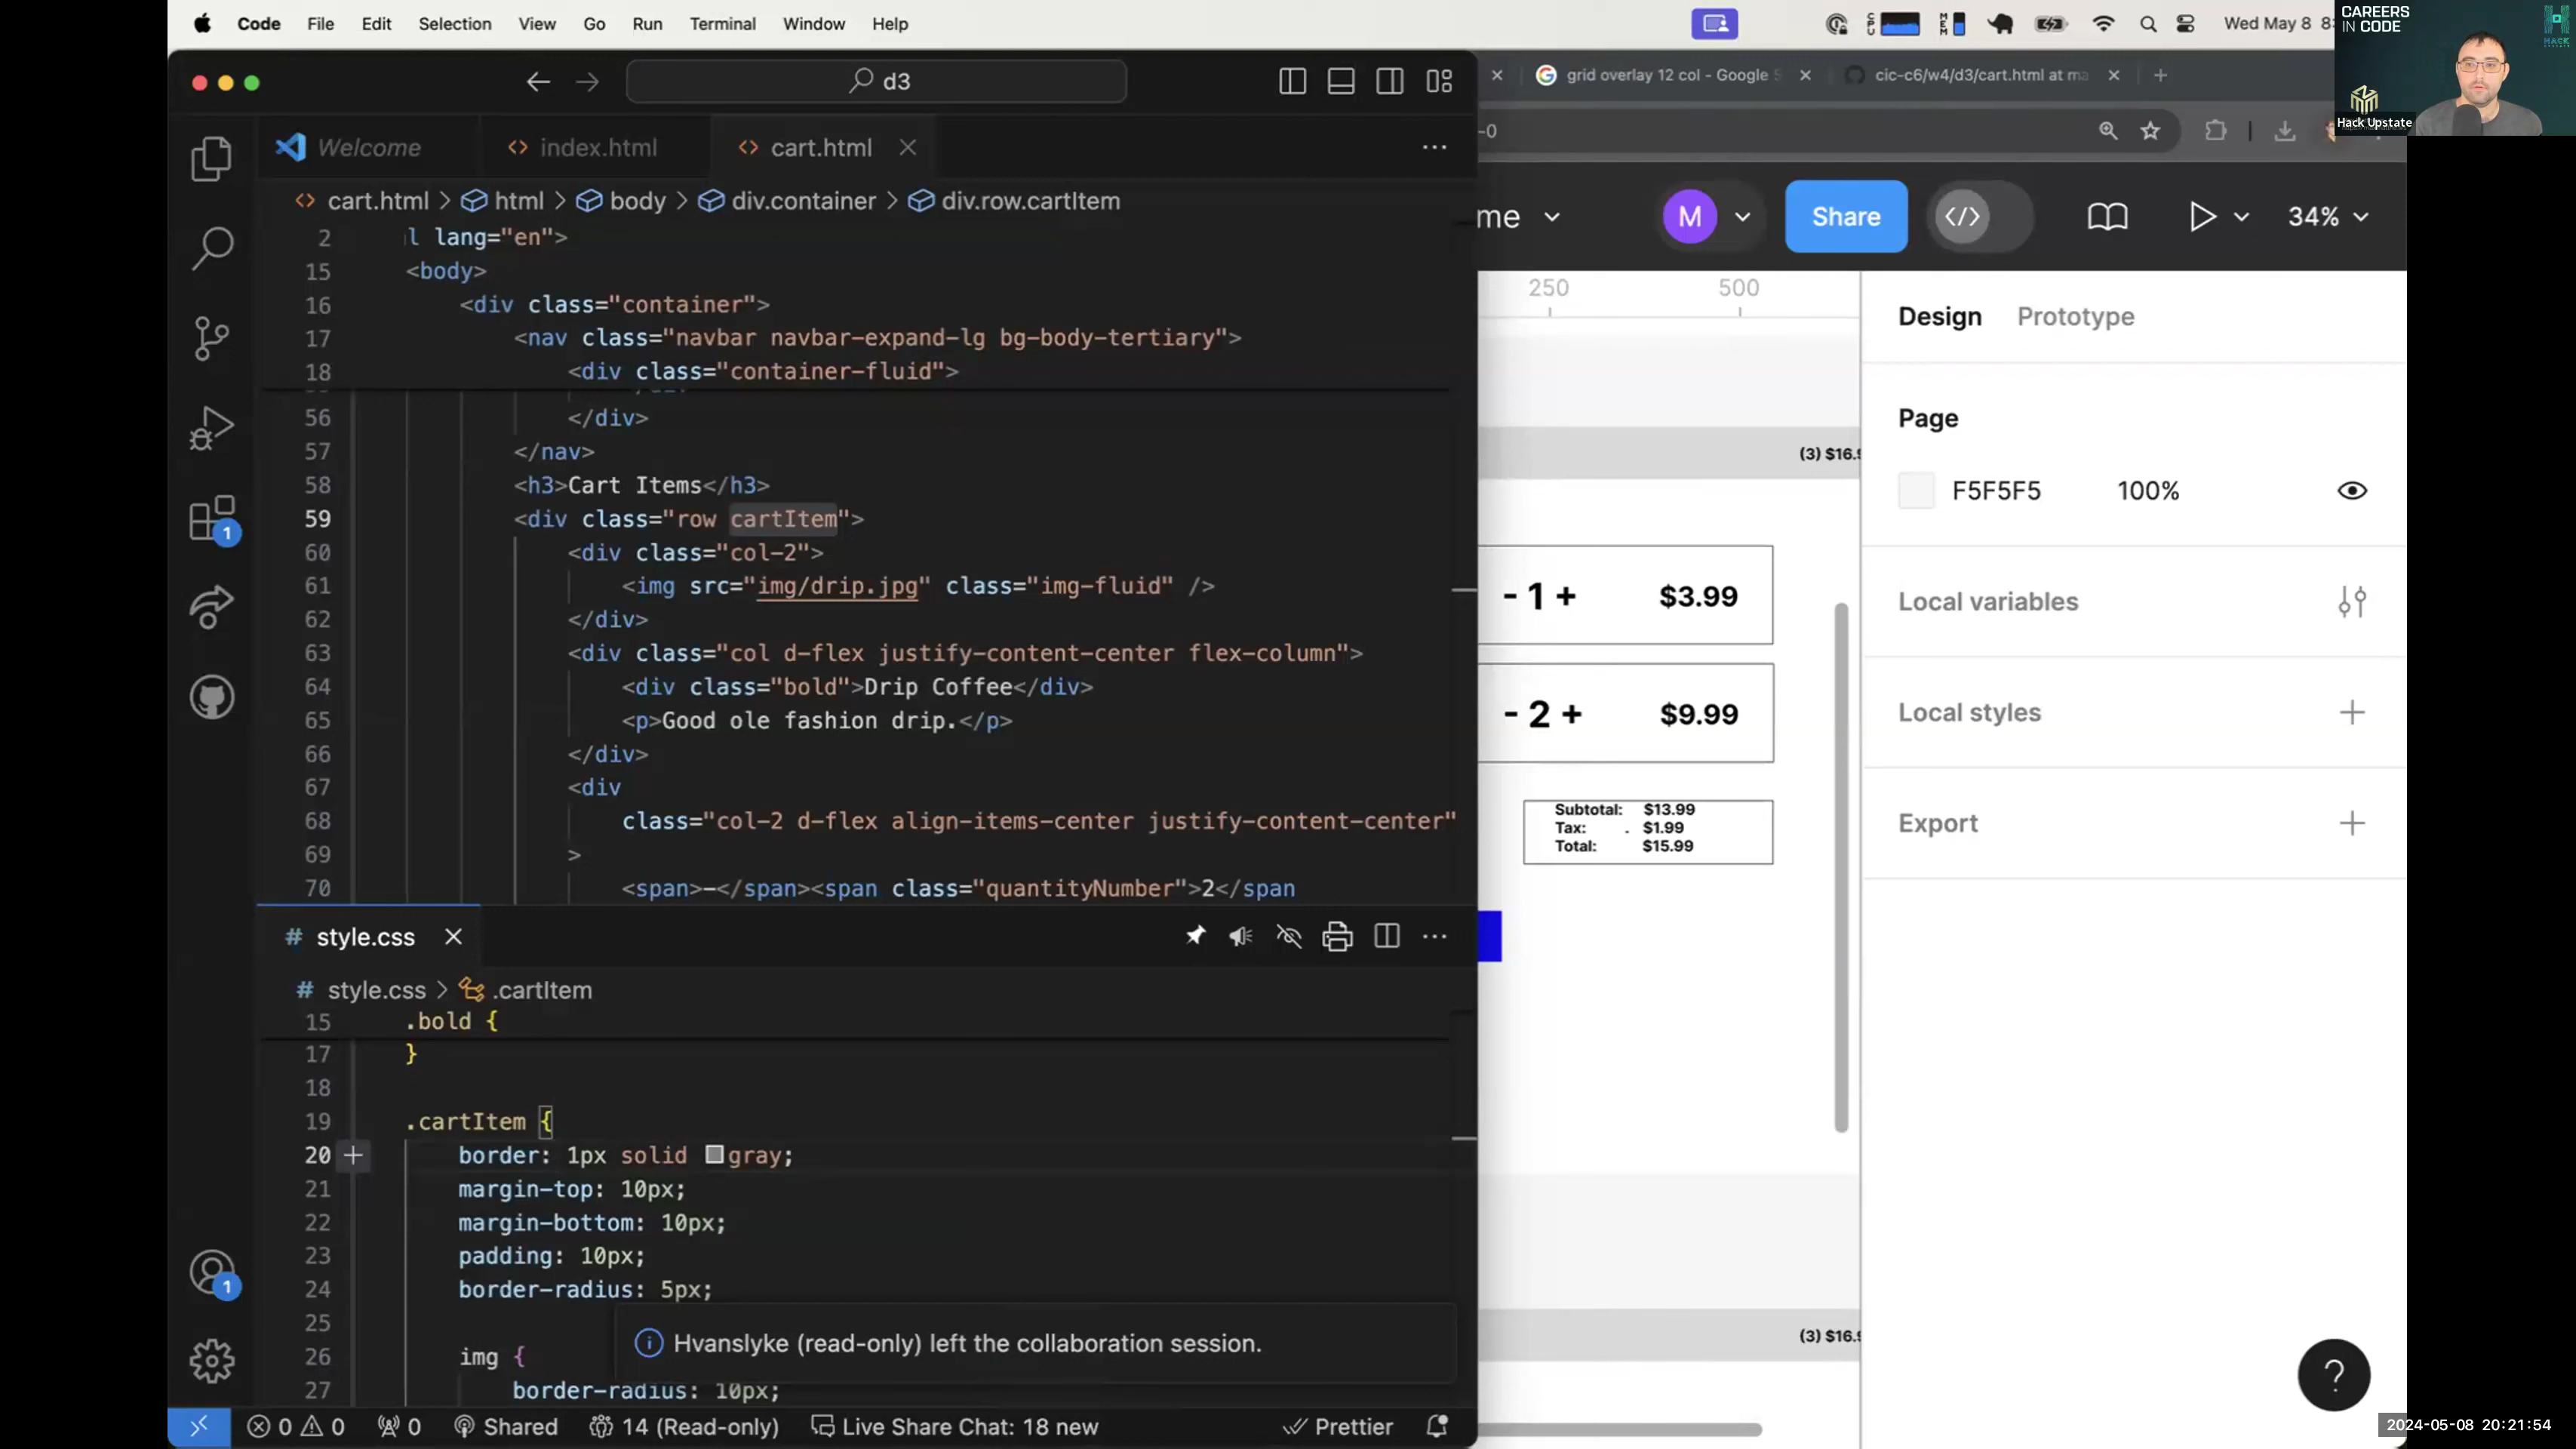 Code File Edit Selection View Go Run Terminal Window Help
CPU MEM Wed May 8
CAREERS
IN CODE
HACK
Hack Upstate
d3
grid overlay 12 col - Google
cic-c6/w4/d3/cart.html at ma
Welcome
index.html
cart.html
cart.html > html > body > div.container > div.row.cartItem
2 l lang="en">
15 <body>
16 <div class="container">
17 <nav class="navbar navbar-expand-lg bg-body-tertiary">
18 <div class="container-fluid">
56 </div>
57 </nav>
58 <h3>Cart Items</h3>
59 <div class="row cartItem">
60 <div class="col-2">
61 <img src="img/drip.jpg" class="img-fluid" />
62 </div>
63 <div class="col d-flex justify-content-center flex-column">
64 <div class="bold">Drip Coffee</div>
65 <p>Good ole fashion drip.</p>
66 </div>
67 <div
68 class="col-2 d-flex align-items-center justify-content-center"
69 >
70 <span>-</span><span class="quantityNumber">2</span
# style.css
# style.css > .cartItem
15 .bold {
17 }
18
19 .cartItem {
20 border: 1px solid gray;
21 margin-top: 10px;
22 margin-bottom: 10px;
23 padding: 10px;
24 border-radius: 5px;
25
26 img {
27 border-radius: 10px;
Hvanslyke (read-only) left the collaboration session.
0 0 0 Shared 14 (Read-only) Live Share Chat: 18 new Prettier
1
1
-0
me M Share </> 34%
250 500
(3) $16.9
- 1 + $3.99
- 2 + $9.99
Subtotal: $13.99
Tax: . $1.99
Total: $15.99
(3) $16.9
Design Prototype
Page
F5F5F5 100%
Local variables
Local styles
Export
?
2024-05-08 20:21:54